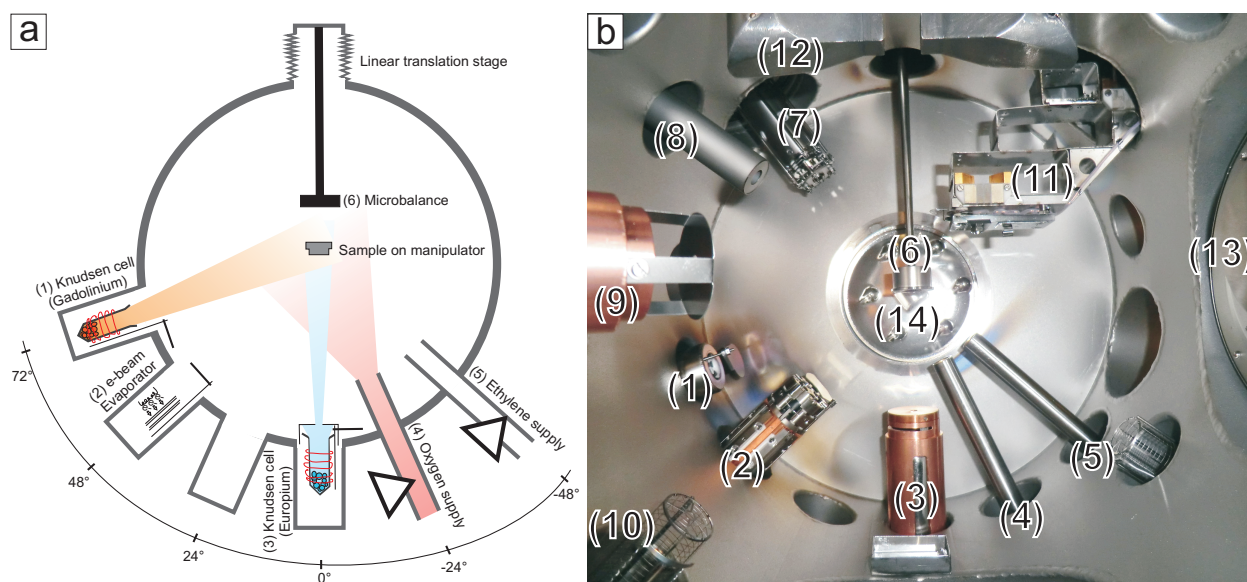 a
Linear translation stage
(6) Microbalance
Sample on manipulator
(1) Knudsen cell
(Gadolinium)
(2) e-beam
Evaporator
(3) Knudsen cell
(Europium)
(4) Oxygen supply
(5) Ethylene supply
72°
48°
24°
0°
-24°
-48°
b
(12)
(7)
(8)
(11)
(6)
(13)
(9)
(14)
(1)
(2)
(5)
(3)
(4)
(10)